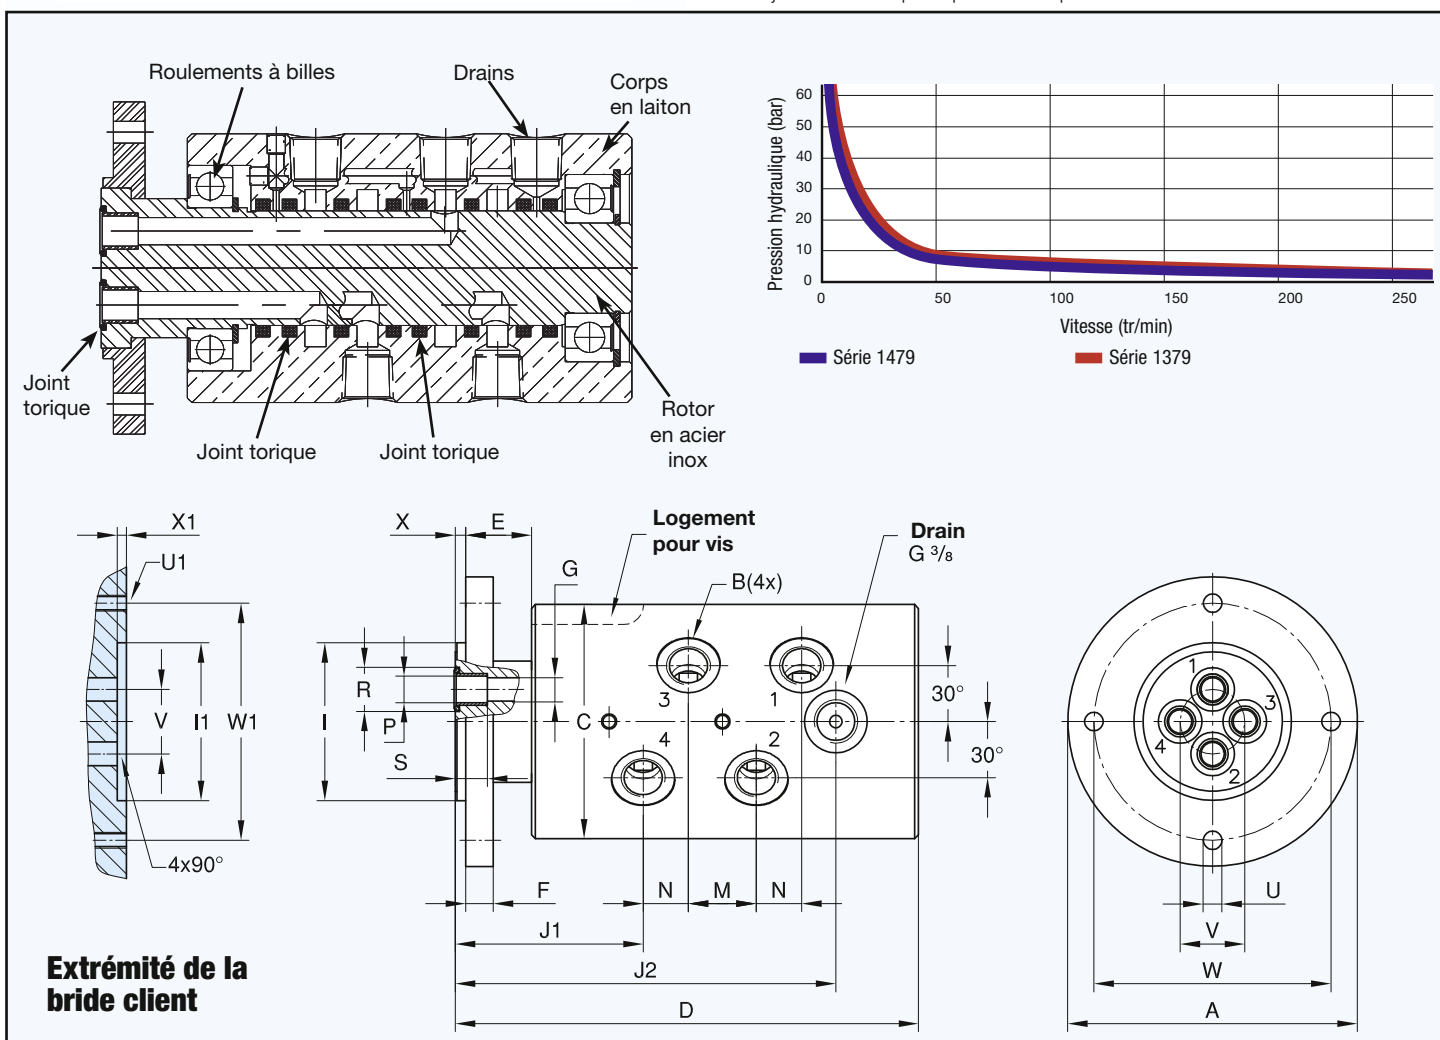 Roulements à billes
Drains
Corps
en laiton
Joint
torique
Joint torique
Joint torique
Rotor
en acier
inox
Pression hydraulique (bar)
60
50
40
30
20
10
0
0
50
100
150
200
250
Vitesse (tr/min)
Série 1479
Série 1379
X1
U1
V
I1
W1
4x90°
X
E
G
R
P
S
I
C
Logement
pour vis
B(4x)
Drain
G 3/8
3
1
4
2
30°
30°
F
N
M
N
J1
J2
D
1
3
4
2
U
V
W
A
Extrémité de la
bride client